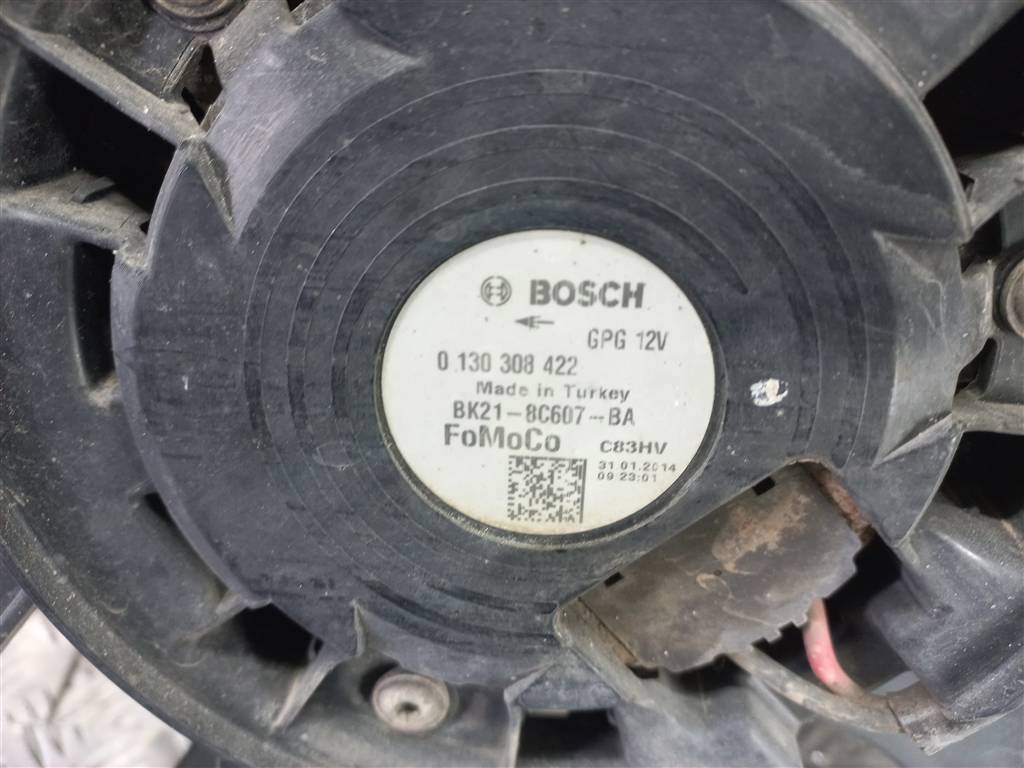 BOSCH
GPG 12V
0 130 308 422
Made in Turkey
BK21-8C607-BA
FoMoCo C83HV
31.01.2014
09:23:01